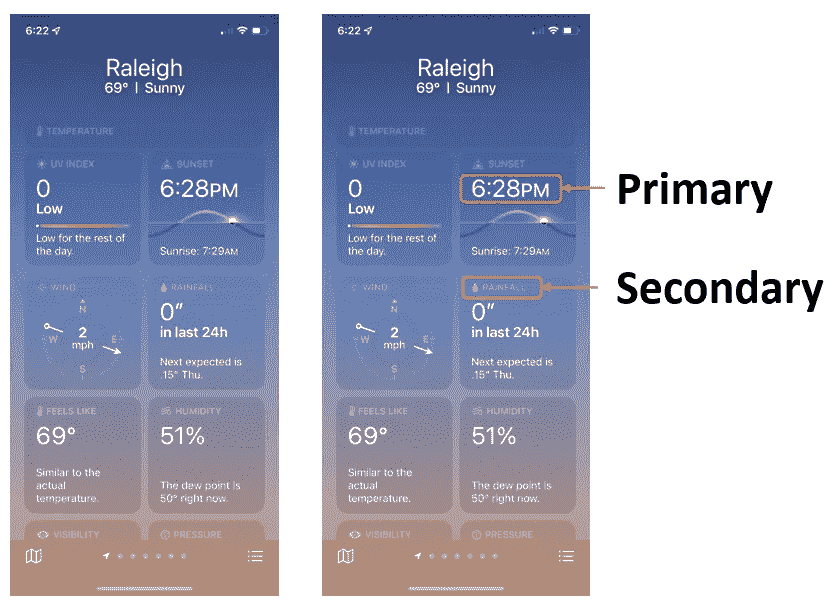 6:22
Raleigh
69° | Sunny
TEMPERATURE
UV INDEX
0
Low
Low for the rest of
the day.
SUNSET
6:28PM
Sunrise: 7:29AM
WIND
N
W
E
S
2
mph
RAINFALL
0"
in last 24h
Next expected is
.15" Thu.
FEELS LIKE
69°
Similar to the
actual
temperature.
HUMIDITY
51%
The dew point is
50° right now.
VISIBILITY
PRESSURE
6:22
Raleigh
69° | Sunny
TEMPERATURE
UV INDEX
0
Low
Low for the rest of
the day.
SUNSET
6:28PM
Sunrise: 7:29AM
WIND
N
W
E
S
2
mph
RAINFALL
0"
in last 24h
Next expected is
.15" Thu.
FEELS LIKE
69°
Similar to the
actual
temperature.
HUMIDITY
51%
The dew point is
50° right now.
VISIBILITY
PRESSURE
Primary
Secondary